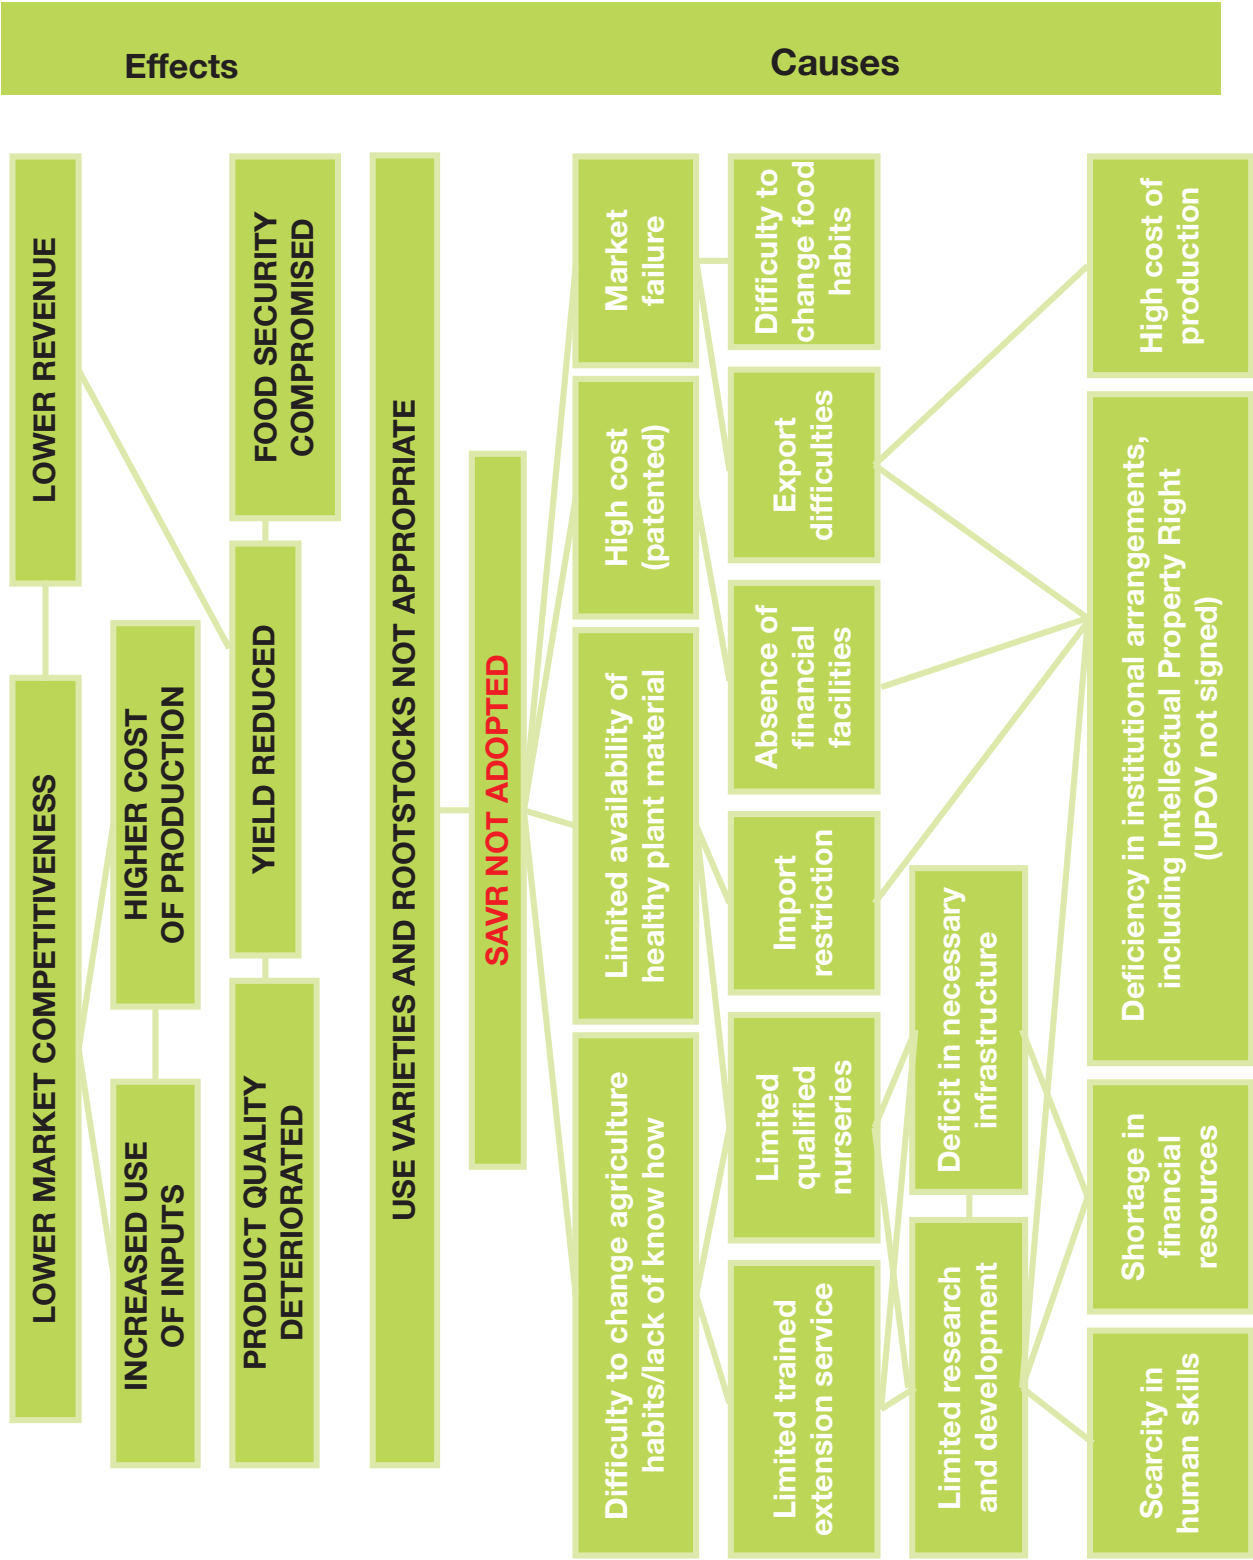 Effects
Causes
LOWER MARKET COMPETITIVENESS
LOWER REVENUE
INCREASED USE
OF INPUTS
HIGHER COST
OF PRODUCTION
PRODUCT QUALITY
DETERIORATED
YIELD REDUCED
FOOD SECURITY
COMPROMISED
USE VARIETIES AND ROOTSTOCKS NOT APPROPRIATE
SAVR NOT ADOPTED
Difficulty to change agriculture
habits/lack of know how
Limited availability of
healthy plant material
High cost
(patented)
Market
failure
Limited trained
extension service
Limited
qualified
nurseries
Import
restriction
Absence of
financial
facilities
Export
difficulties
Difficulty to
change food
habits
Limited research
and development
Deficit in necessary
infrastructure
Scarcity in
human skills
Shortage in
financial
resources
Deficiency in institutional arrangements,
including Intellectual Property Right
(UPOV not signed)
High cost of
production